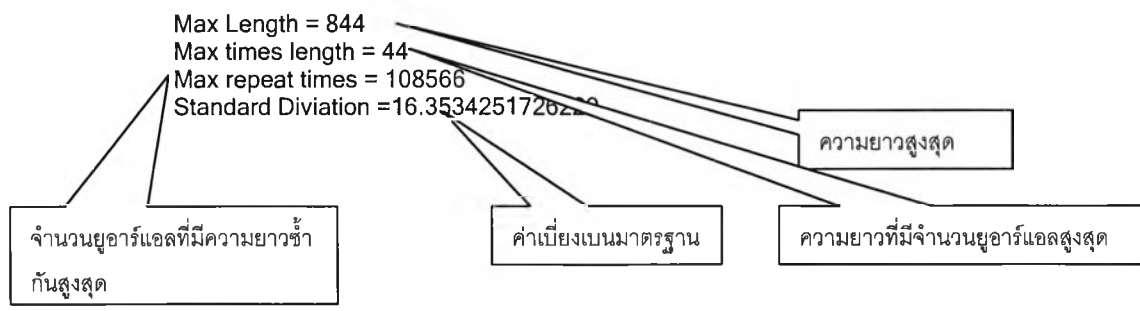 Max Length = 844
Max times length = 44
Max repeat times = 108566
Standard Diviation =
ความยาวสูงสุด
จำนวนยูอาร์แอลที่มีความยาวซ้ำ
กันสูงสุด
ค่าเบี่ยงเบนมาตรฐาน
ความยาวที่มีจำนวนยูอาร์แอลสูงสุด